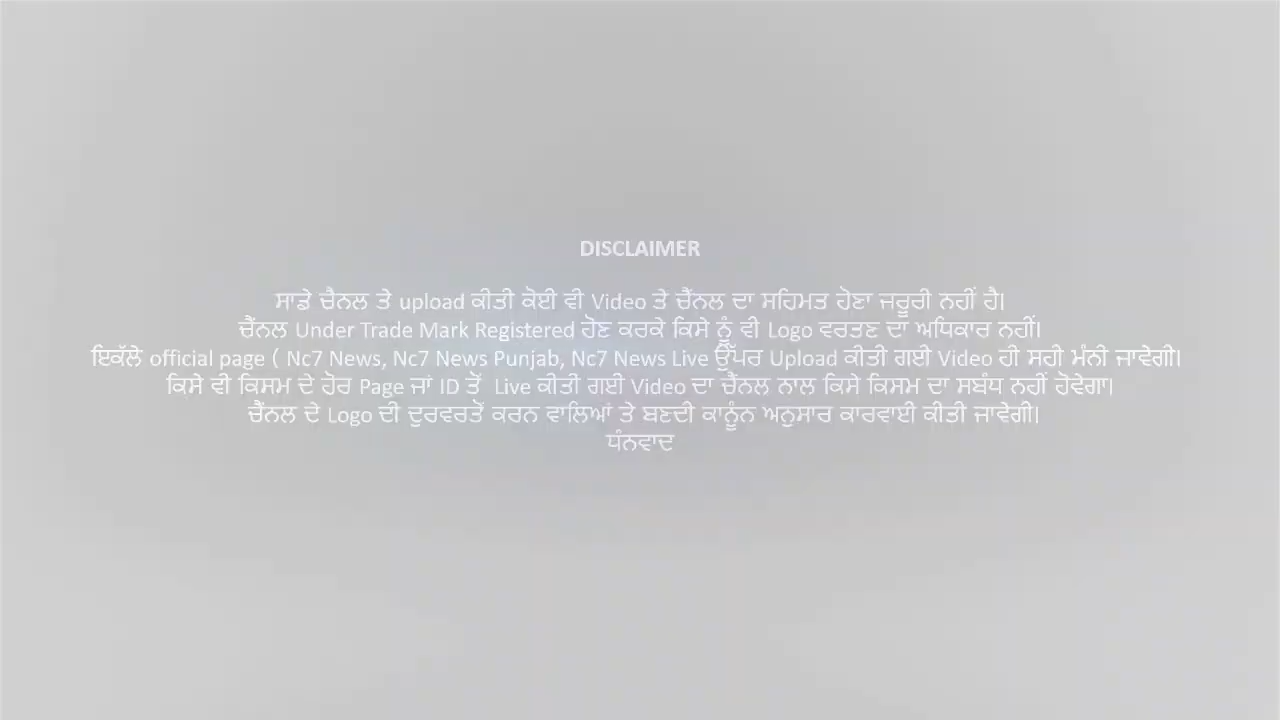 DISCLAIMER
ਸਾਡੇ ਚੈਨਲ ਤੇ upload ਕੀਤੀ ਕੋਈ ਵੀ Video ਤੇ ਚੈਂਨਲ ਦਾ ਸਹਿਮਤ ਹੋਣਾ ਜਰੂਰੀ ਨਹੀਂ ਹੈ।
ਚੈਂਨਲ Under Trade Mark Registered ਹੋਣ ਕਰਕੇ ਕਿਸੇ ਨੂੰ ਵੀ Logo ਵਰਤਣ ਦਾ ਅਧਿਕਾਰ ਨਹੀਂ।
ਇਕੱਲੇ official page ( Nc7 News, Nc7 News Punjab, Nc7 News Live ਉੱਪਰ Upload ਕੀਤੀ ਗਈ Video ਹੀ ਸਹੀ ਮੰਨੀ ਜਾਵੇਗੀ।
ਕਿਸੇ ਵੀ ਕਿਸਮ ਦੇ ਹੋਰ Page ਜਾਂ ID ਤੋਂ Live ਕੀਤੀ ਗਈ Video ਦਾ ਚੈਂਨਲ ਨਾਲ ਕਿਸੇ ਕਿਸਮ ਦਾ ਸਬੰਧ ਨਹੀਂ ਹੋਵੇਗਾ।
ਚੈਂਨਲ ਦੇ Logo ਦੀ ਦੁਰਵਰਤੋਂ ਕਰਨ ਵਾਲਿਆਂ ਤੇ ਬਣਦੀ ਕਾਨੂੰਨ ਅਨੁਸਾਰ ਕਾਰਵਾਈ ਕੀਤੀ ਜਾਵੇਗੀ।
ਧੰਨਵਾਦ